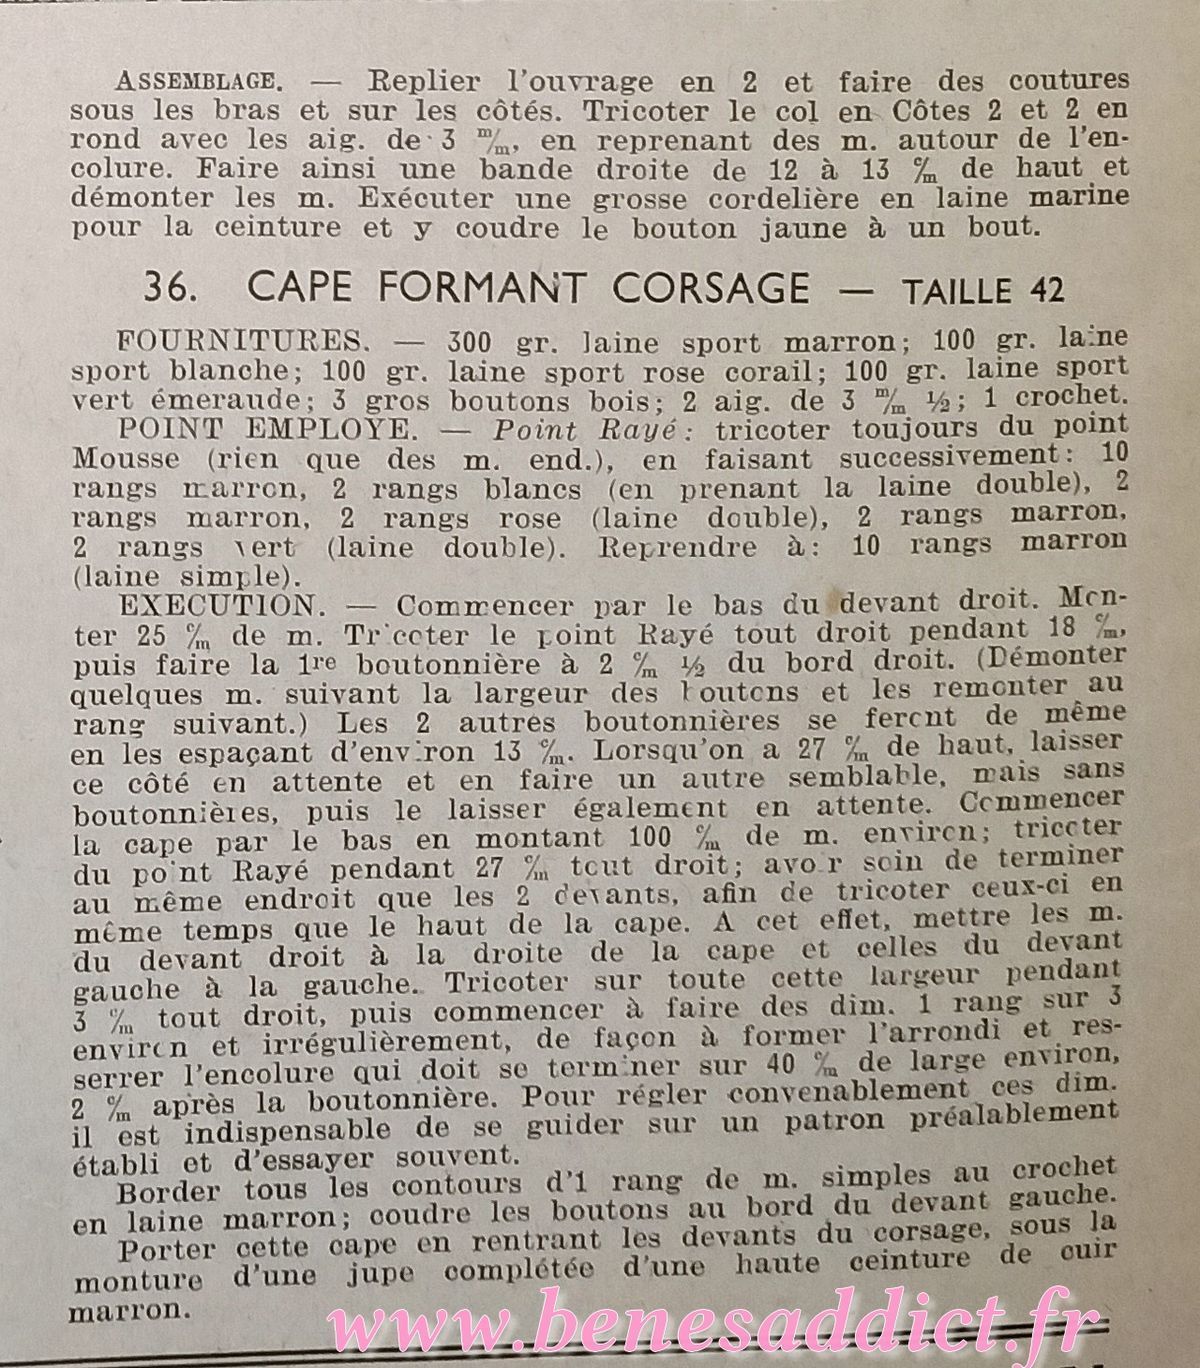 ASSEMBLAGE. — Replier l'ouvrage en 2 et faire des coutures
sous les bras et sur les côtés. Tricoter le col en Côtes 2 et 2 en
rond avec les aig. de 3 m/m, en reprenant des m. autour de l'en-
colure. Faire ainsi une bande droite de 12 à 13 c/m de haut et
démonter les m. Exécuter une grosse cordelière en laine marine
pour la ceinture et y coudre le bouton jaune à un bout.
36. CAPE FORMANT CORSAGE — TAILLE 42
FOURNITURES. — 300 gr. laine sport marron; 100 gr. laine
sport blanche; 100 gr. laine sport rose corail; 100 gr. laine sport
vert émeraude; 3 gros boutons bois; 2 aig. de 3 m/m ½; 1 crochet.
POINT EMPLOYE. — Point Rayé: tricoter toujours du point
Mousse (rien que des m. end.), en faisant successivement: 10
rangs marron, 2 rangs blancs (en prenant la laine double), 2
rangs marron, 2 rangs rose (laine double), 2 rangs marron,
2 rangs vert (laine double). Reprendre à: 10 rangs marron
(laine simple).
EXECUTION. — Commencer par le bas du devant droit. Mon-
ter 25 c/m de m. Tricoter le point Rayé tout droit pendant 18 c/m,
puis faire la 1re boutonnière à 2 c/m ½ du bord droit. (Démonter
quelques m. suivant la largeur des boutons et les remonter au
rang suivant.) Les 2 autres boutonnières se feront de même
en les espaçant d'environ 13 c/m. Lorsqu'on a 27 c/m de haut, laisser
ce côté en attente et en faire un autre semblable, mais sans
boutonnières, puis le laisser également en attente. Commencer
la cape par le bas en montant 100 c/m de m. environ; tricoter
du point Rayé pendant 27 c/m tout droit; avoir soin de terminer
au même endroit que les 2 devants, afin de tricoter ceux-ci en
même temps que le haut de la cape. A cet effet, mettre les m.
du devant droit à la droite de la cape et celles du devant
gauche à la gauche. Tricoter sur toute cette largeur pendant
3 c/m tout droit, puis commencer à faire des dim. 1 rang sur 3
environ et irrégulièrement, de façon à former l'arrondi et res-
serrer l'encolure qui doit se terminer sur 40 c/m de large environ,
2 c/m après la boutonnière. Pour régler convenablement ces dim.
il est indispensable de se guider sur un patron préalablement
établi et d'essayer souvent.
Border tous les contours d'1 rang de m. simples au crochet
en laine marron; coudre les boutons au bord du devant gauche.
Porter cette cape en rentrant les devants du corsage, sous la
monture d'une jupe complétée d'une haute ceinture de cuir
marron.
www.benesaddict.fr